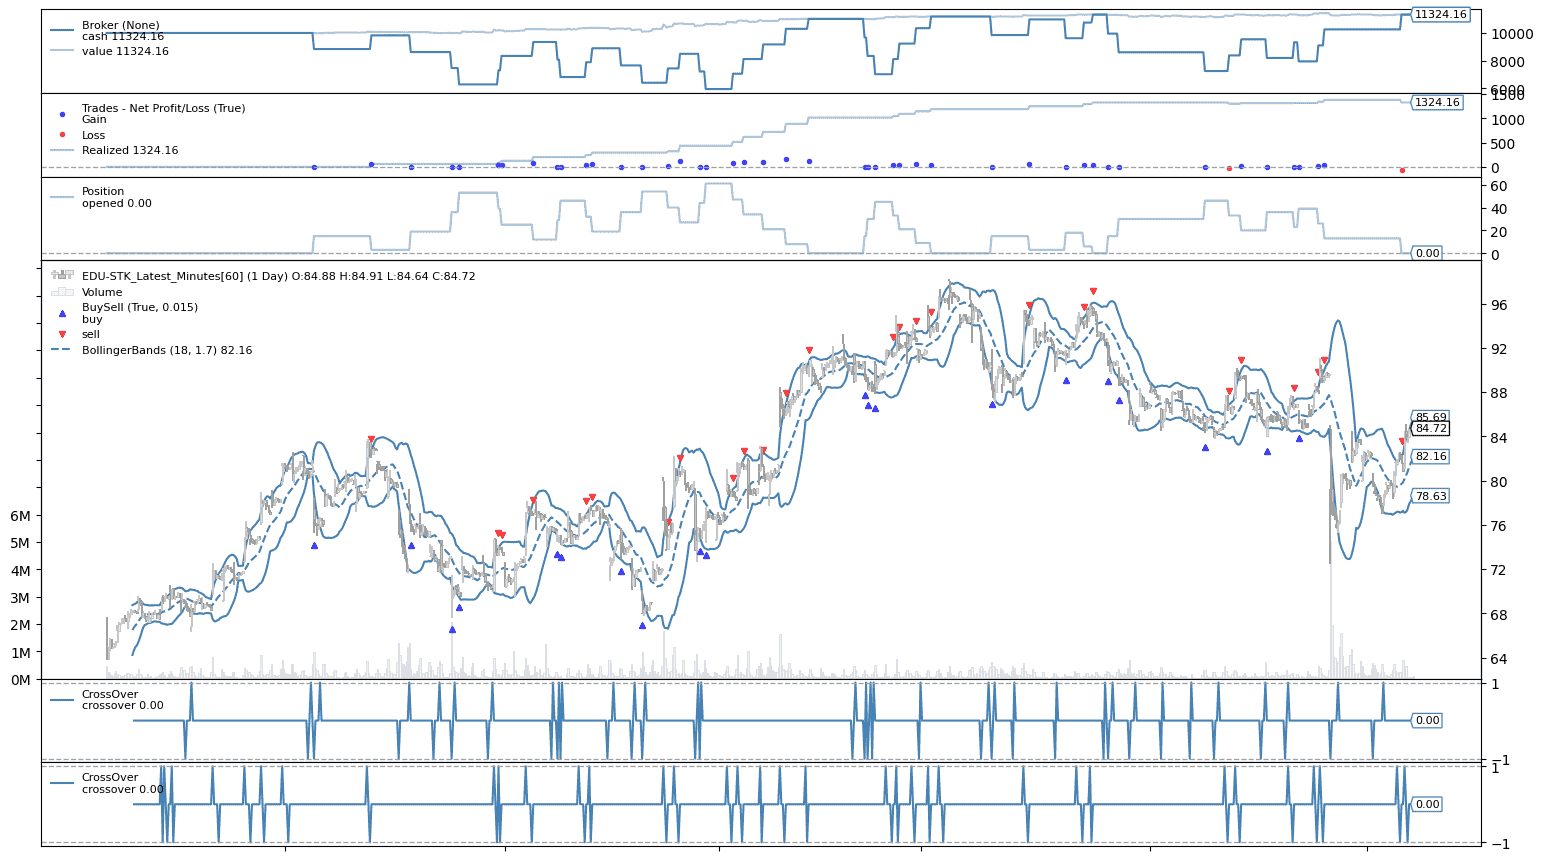 Broker (None)
cash 11324.16
value 11324.16
11324.16
10000
8000
6000
Trades - Net Profit/Loss (True)
Gain
Loss
Realized 1324.16
1500
1324.16
1000
500
0
Position
opened 0.00
60
40
20
0
0.00
EDU-STK_Latest_Minutes[60] (1 Day) O:84.88 H:84.91 L:84.64 C:84.72
Volume
BuySell (True, 0.015)
buy
sell
BollingerBands (18, 1.7) 82.16
96
92
88
85.69
84.72
84
82.16
80
78.63
76
72
68
64
6M
5M
4M
3M
2M
1M
0M
CrossOver
crossover 0.00
1
0.00
−1
CrossOver
crossover 0.00
1
0.00
−1